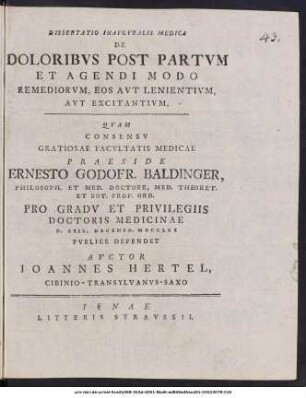 43.
DISSERTATIO INAVGVRALIS MEDICA
DE
DOLORIBVS POST PARTVM
ET AGENDI MODO
REMEDIORVM, EOS AVT LENIENTIVM,
AVT EXCITANTIVM,
QVAM
CONSENSV
GRATIOSAE FACVLTATIS MEDICAE
PRAESIDE
ERNESTO GODOFR. BALDINGER,
PHILOSOPH. ET MED. DOCTORE, MED. THEORET.
ET BOT. PROF. ORD.
PRO GRADV ET PRIVILEGIIS
DOCTORIS MEDICINAE
D. XXIX. DECEMBR. MDCCLXX
PVBLICE DEFENDET
AVCTOR
IOANNES HERTEL,
CIBINIO-TRANSYLVANVS-SAXO
IENAE
LITTERIS STRAVSSII.